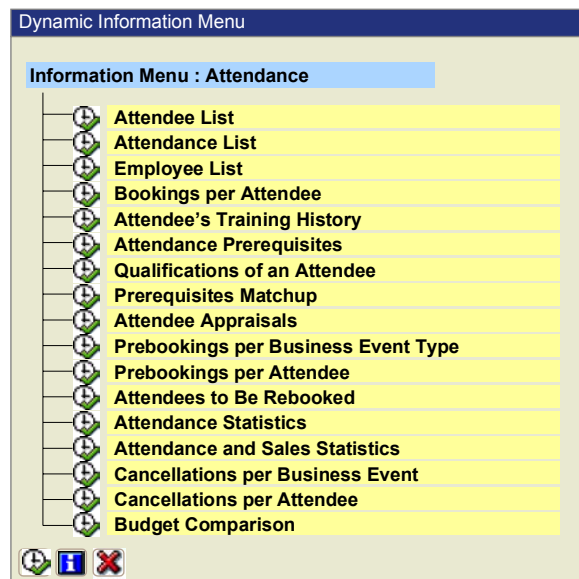 Dynamic Information Menu
Information Menu : Attendance
Attendee List
Attendance List
Employee List
Bookings per Attendee
Attendee’s Training History
Attendance Prerequisites
Qualifications of an Attendee
Prerequisites Matchup
Attendee Appraisals
Prebookings per Business Event Type
Prebookings per Attendee
Attendees to Be Rebooked
Attendance Statistics
Attendance and Sales Statistics
Cancellations per Business Event
Cancellations per Attendee
Budget Comparison